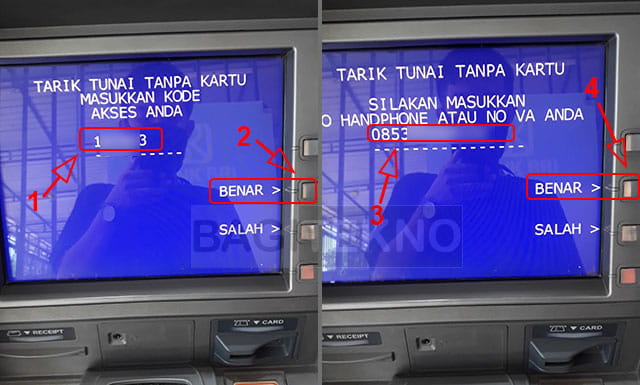 TARIK TUNAI TANPA KARTU
MASUKKAN KODE
AKSES ANDA
1 3
1
2
BENAR >
SALAH >
RECEIPT
CARD
TARIK TUNAI TANPA KARTU
SILAKAN MASUKKAN
O HANDPHONE ATAU NO VA ANDA
0853
3
4
BENAR >
SALAH >
RECEIPT
CARD
BAGITEKNO